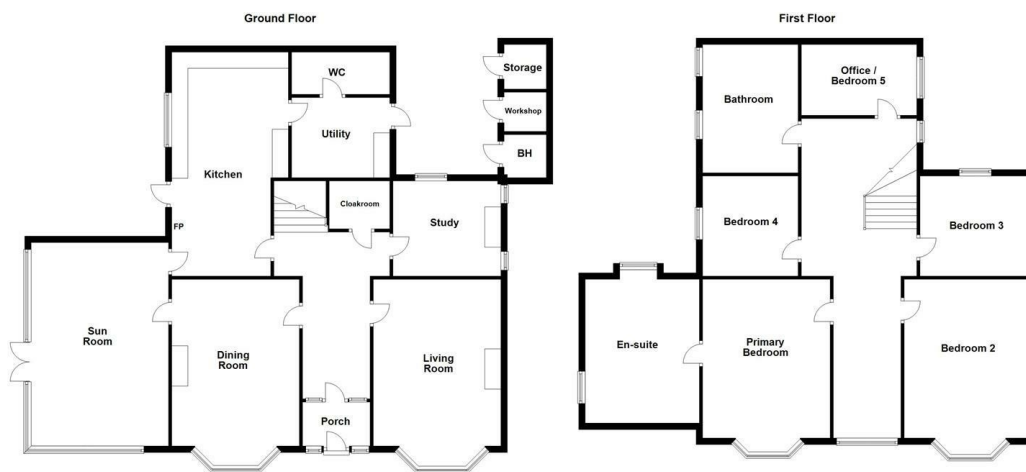 Ground Floor
WC
Utility
Kitchen
FP
Cloakroom
Study
Sun
Room
Dining
Room
Living
Room
Porch
Storage
Workshop
BH
First Floor
Bathroom
Office /
Bedroom 5
Bedroom 4
Bedroom 3
En-suite
Primary
Bedroom
Bedroom 2